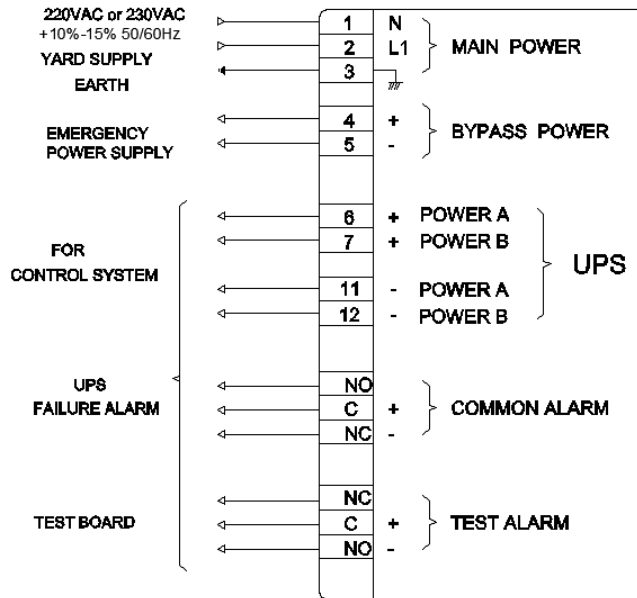 220VAC or 230VAC
+10%-15% 50/60Hz
YARD SUPPLY
EARTH
1 N
2 L1
3
MAIN POWER
EMERGENCY
POWER SUPPLY
4 +
5 -
BYPASS POWER
FOR
CONTROL SYSTEM
6 + POWER A
7 + POWER B
11 - POWER A
12 - POWER B
UPS
UPS
FAILURE ALARM
NO
C +
NC -
COMMON ALARM
TEST BOARD
NC
C +
NO -
TEST ALARM